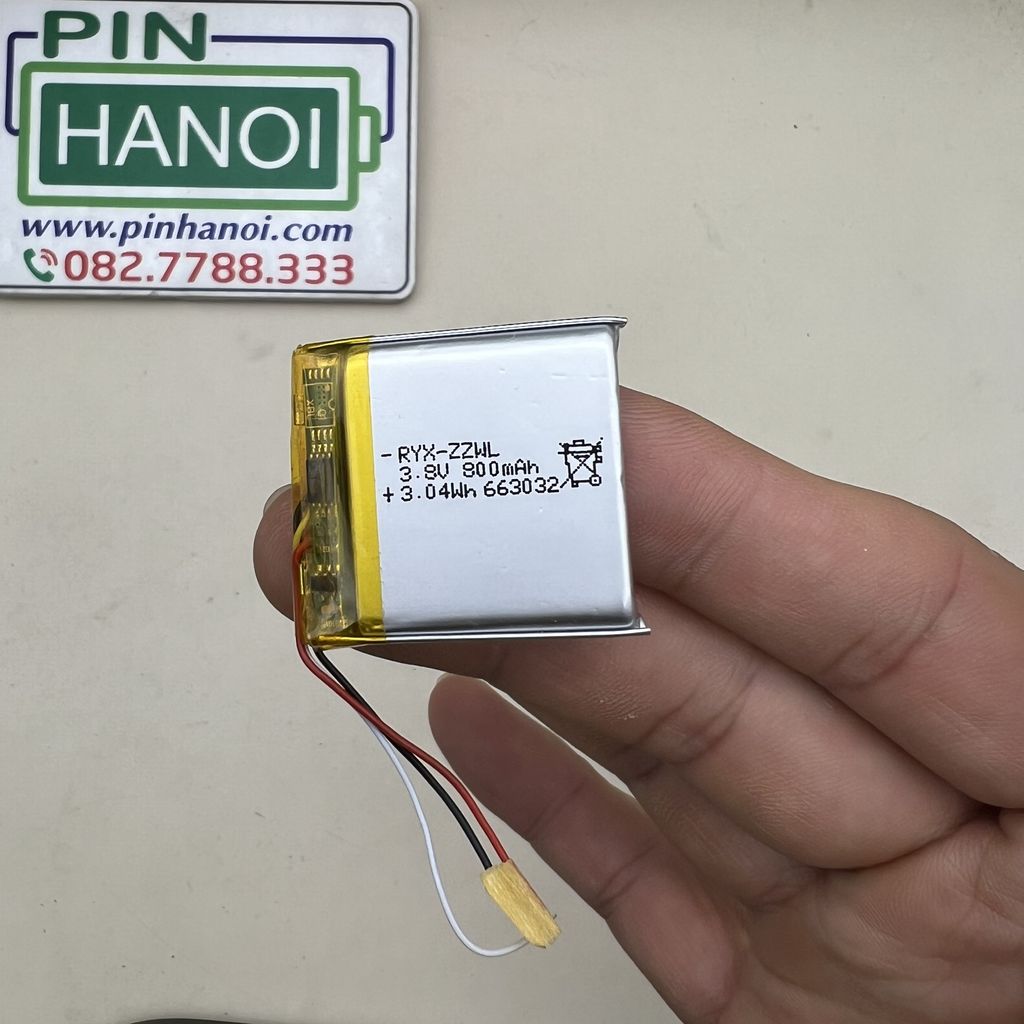 PIN
HANOI
www.pinhanoi.com
082.7788.333
- RYX-ZZWL
3.8V 800mAh
+ 3.04Wh 663032